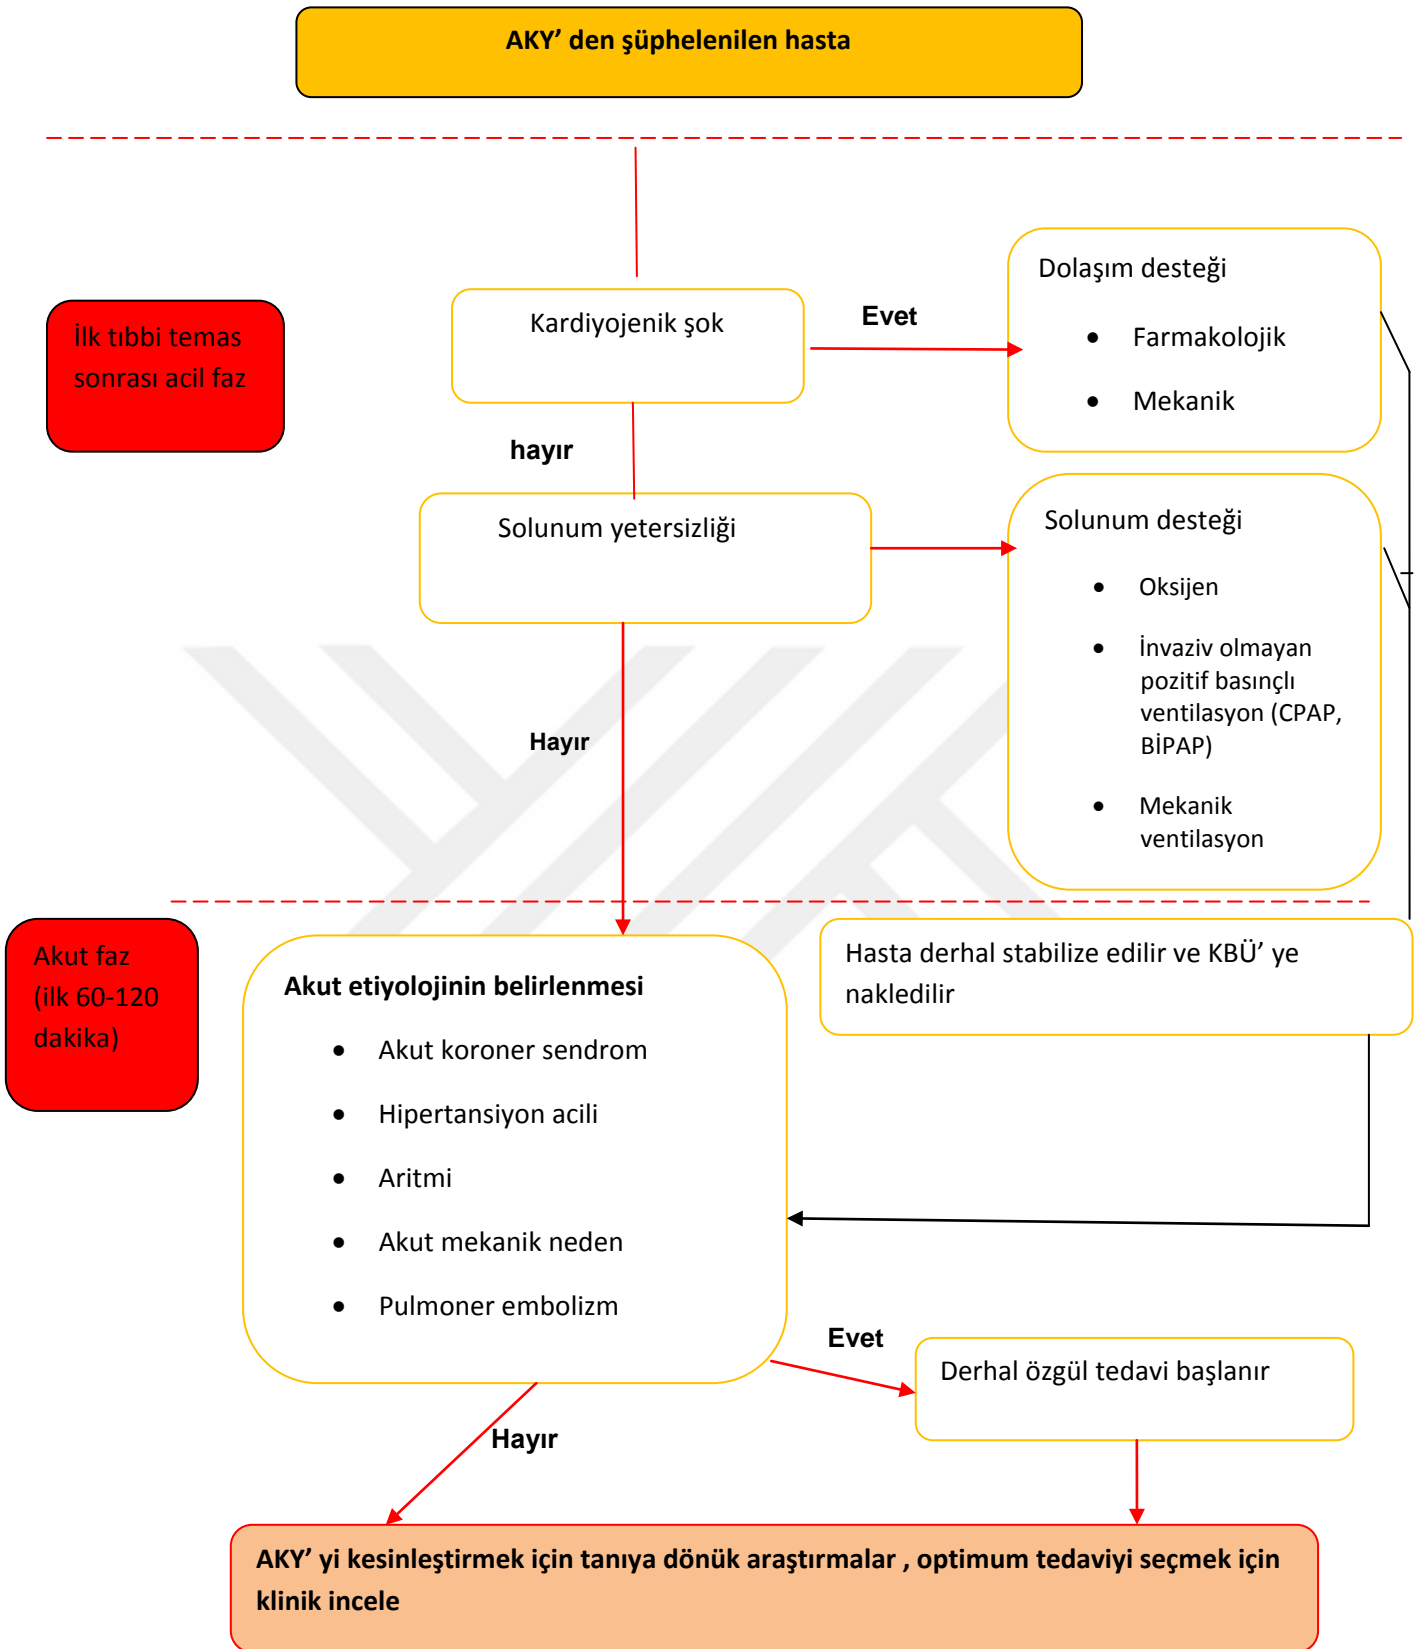 AKY’ den şüphelenilen hasta
İlk tıbbi temas
sonrası acil faz
Kardiyojenik şok
Evet
Dolaşım desteği
• Farmakolojik
• Mekanik
hayır
Solunum yetersizliği
Solunum desteği
• Oksijen
• İnvaziv olmayan
pozitif basınçlı
ventilasyon (CPAP,
BİPAP)
• Mekanik
ventilasyon
Hayır
Akut faz
(ilk 60-120
dakika)
Hasta derhal stabilize edilir ve KBÜ’ ye
nakledilir
Akut etiyolojinin belirlenmesi
• Akut koroner sendrom
• Hipertansiyon acili
• Aritmi
• Akut mekanik neden
• Pulmoner embolizm
Evet
Derhal özgül tedavi başlanır
Hayır
AKY’ yi kesinleştirmek için tanıya dönük araştırmalar , optimum tedaviyi seçmek için
klinik incele